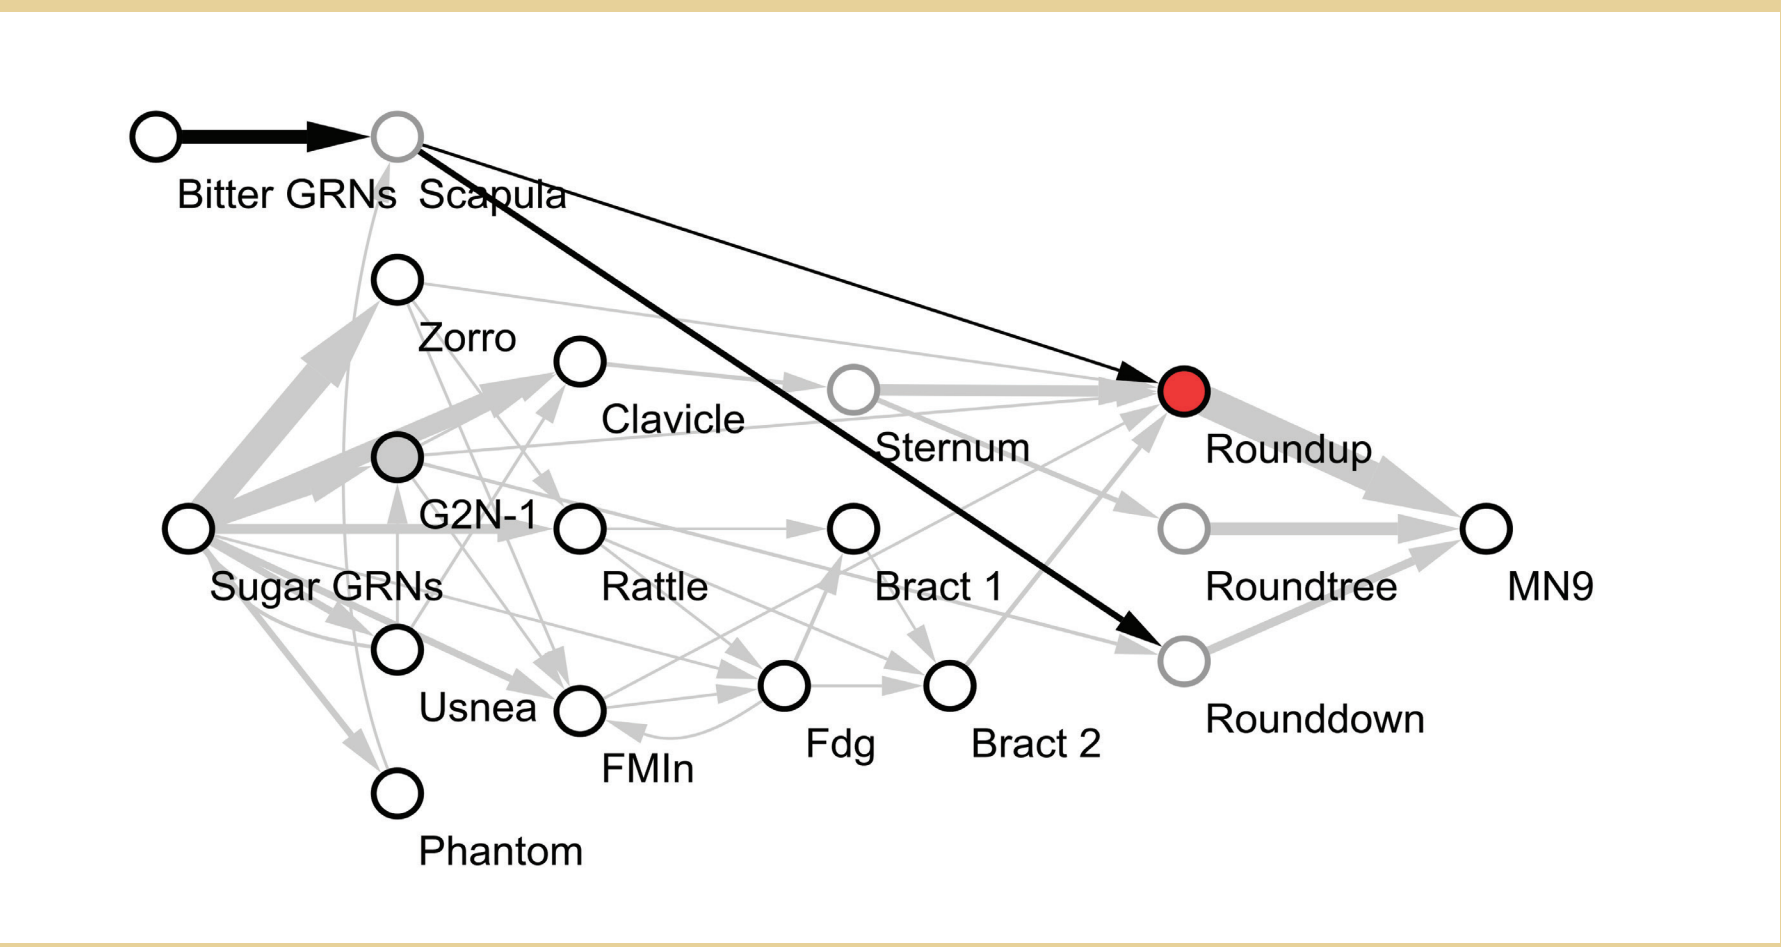 Bitter GRNs
Scapula
Zorro
Clavicle
Sternum
Roundup
G2N-1
Sugar GRNs
Rattle
Bract 1
Roundtree
MN9
Usnea
FMIn
Fdg
Bract 2
Rounddown
Phantom